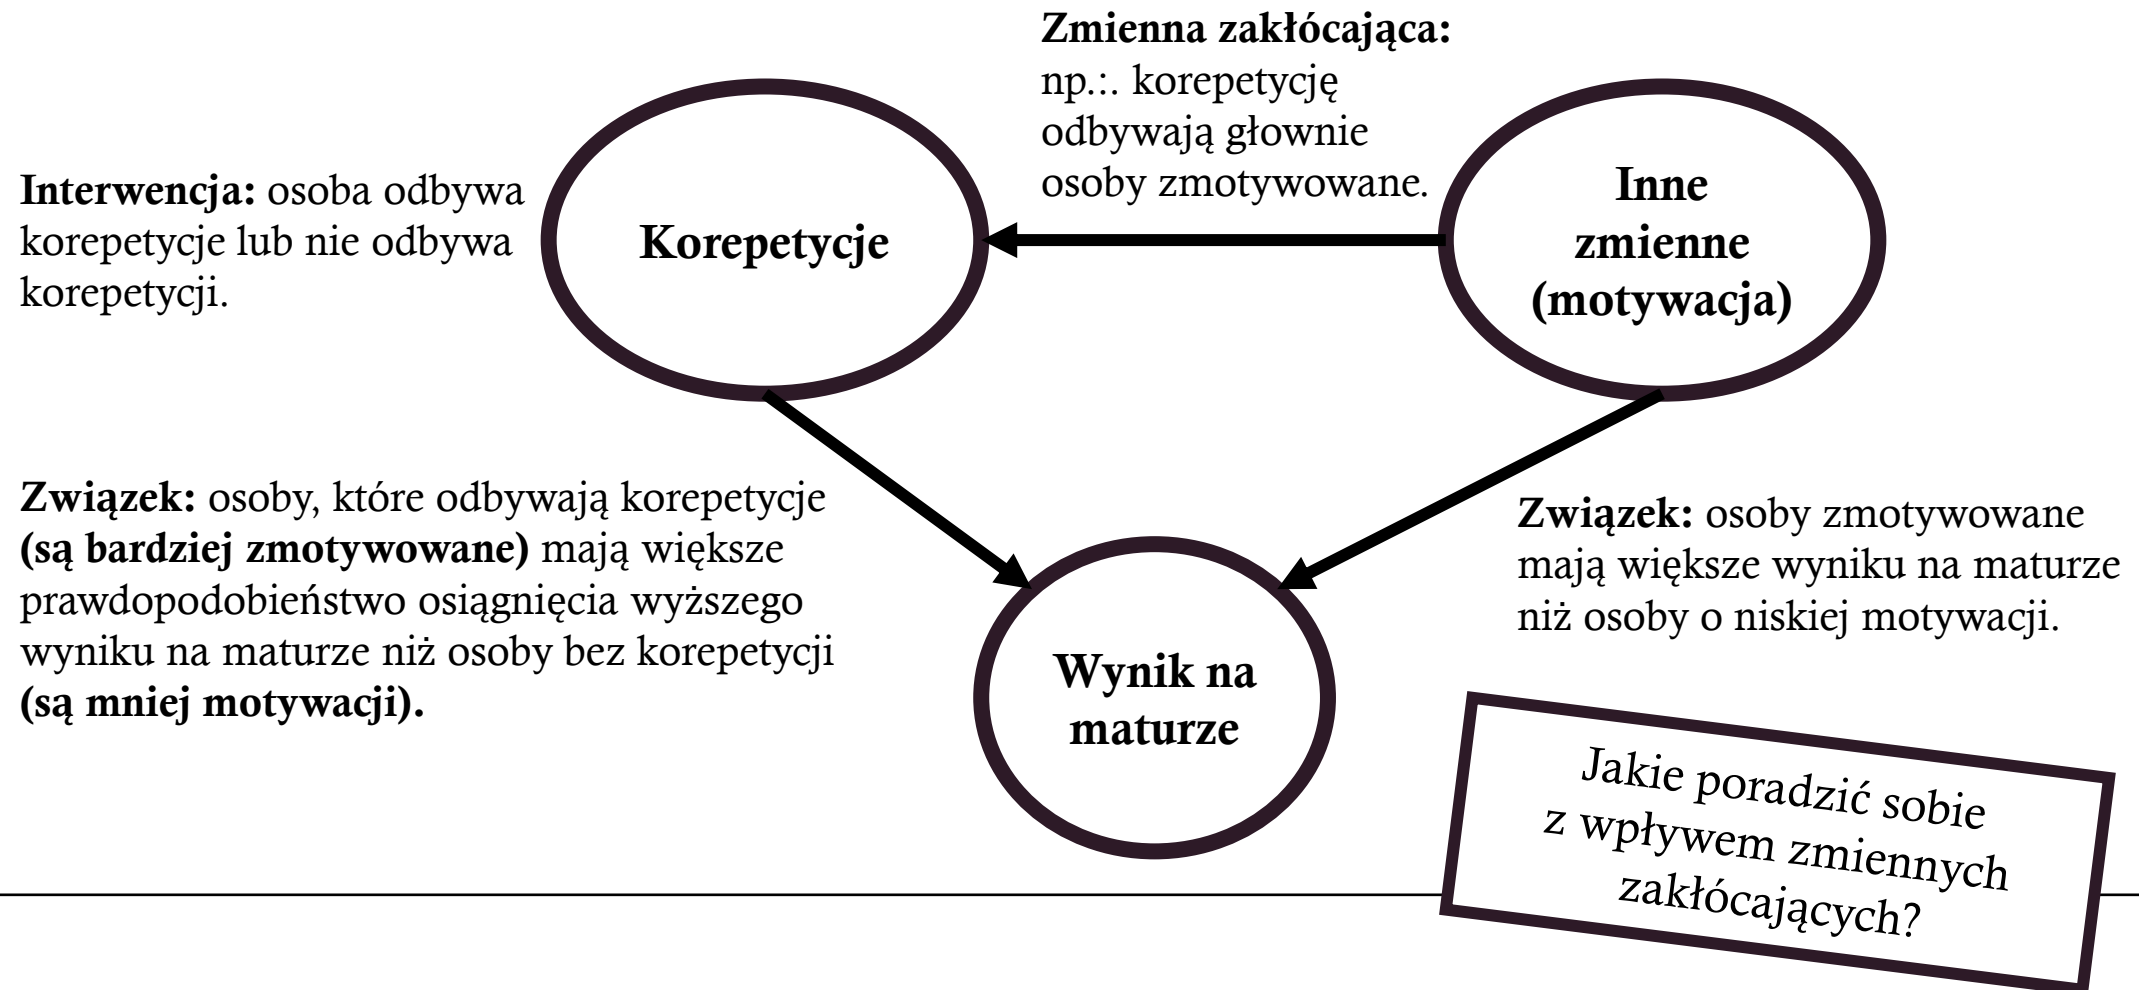 Zmienna zakłócająca:
np.:. korepetycję
odbywają głownie
osoby zmotywowane.
Interwencja: osoba odbywa
korepetycje lub nie odbywa
korepetycji.
Korepetycje
Inne
zmienne
(motywacja)
Związek: osoby, które odbywają korepetycje
(są bardziej zmotywowane) mają większe
prawdopodobieństwo osiągnięcia wyższego
wyniku na maturze niż osoby bez korepetycji
(są mniej motywacji).
Związek: osoby zmotywowane
mają większe wyniku na maturze
niż osoby o niskiej motywacji.
Wynik na
maturze
Jakie poradzić sobie
z wpływem zmiennych
zakłócających?